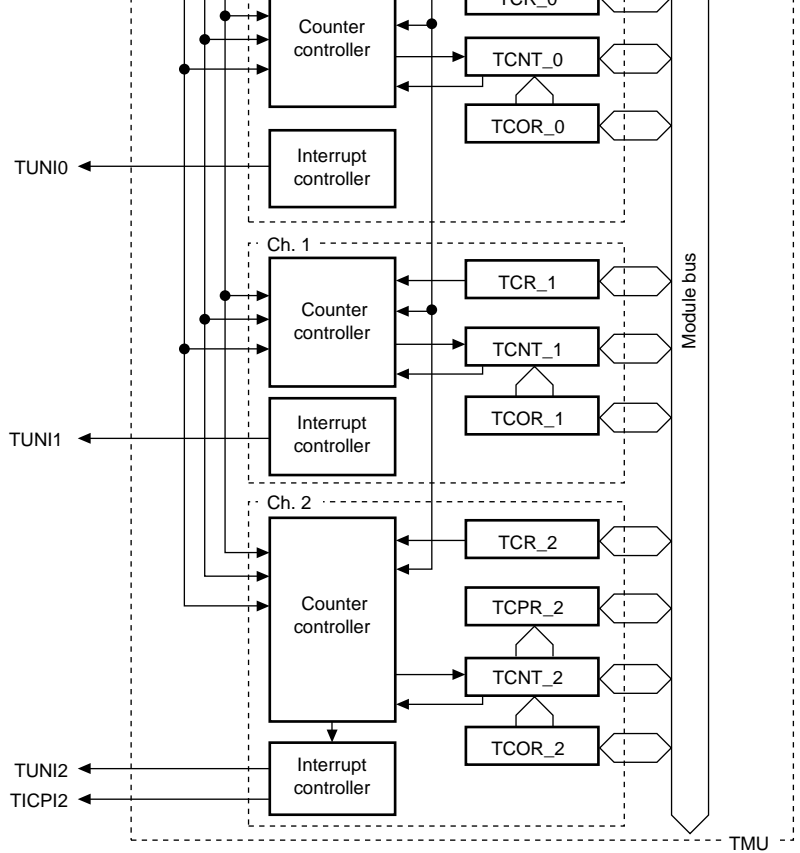 TCR_0
Counter
controller
TCNT_0
TCOR_0
Interrupt
controller
TUNI0
Ch. 1
TCR_1
Counter
controller
Module bus
TCNT_1
TCOR_1
Interrupt
controller
TUNI1
Ch. 2
TCR_2
Counter
controller
TCPR_2
TCNT_2
TCOR_2
Interrupt
controller
TUNI2
TICPI2
TMU